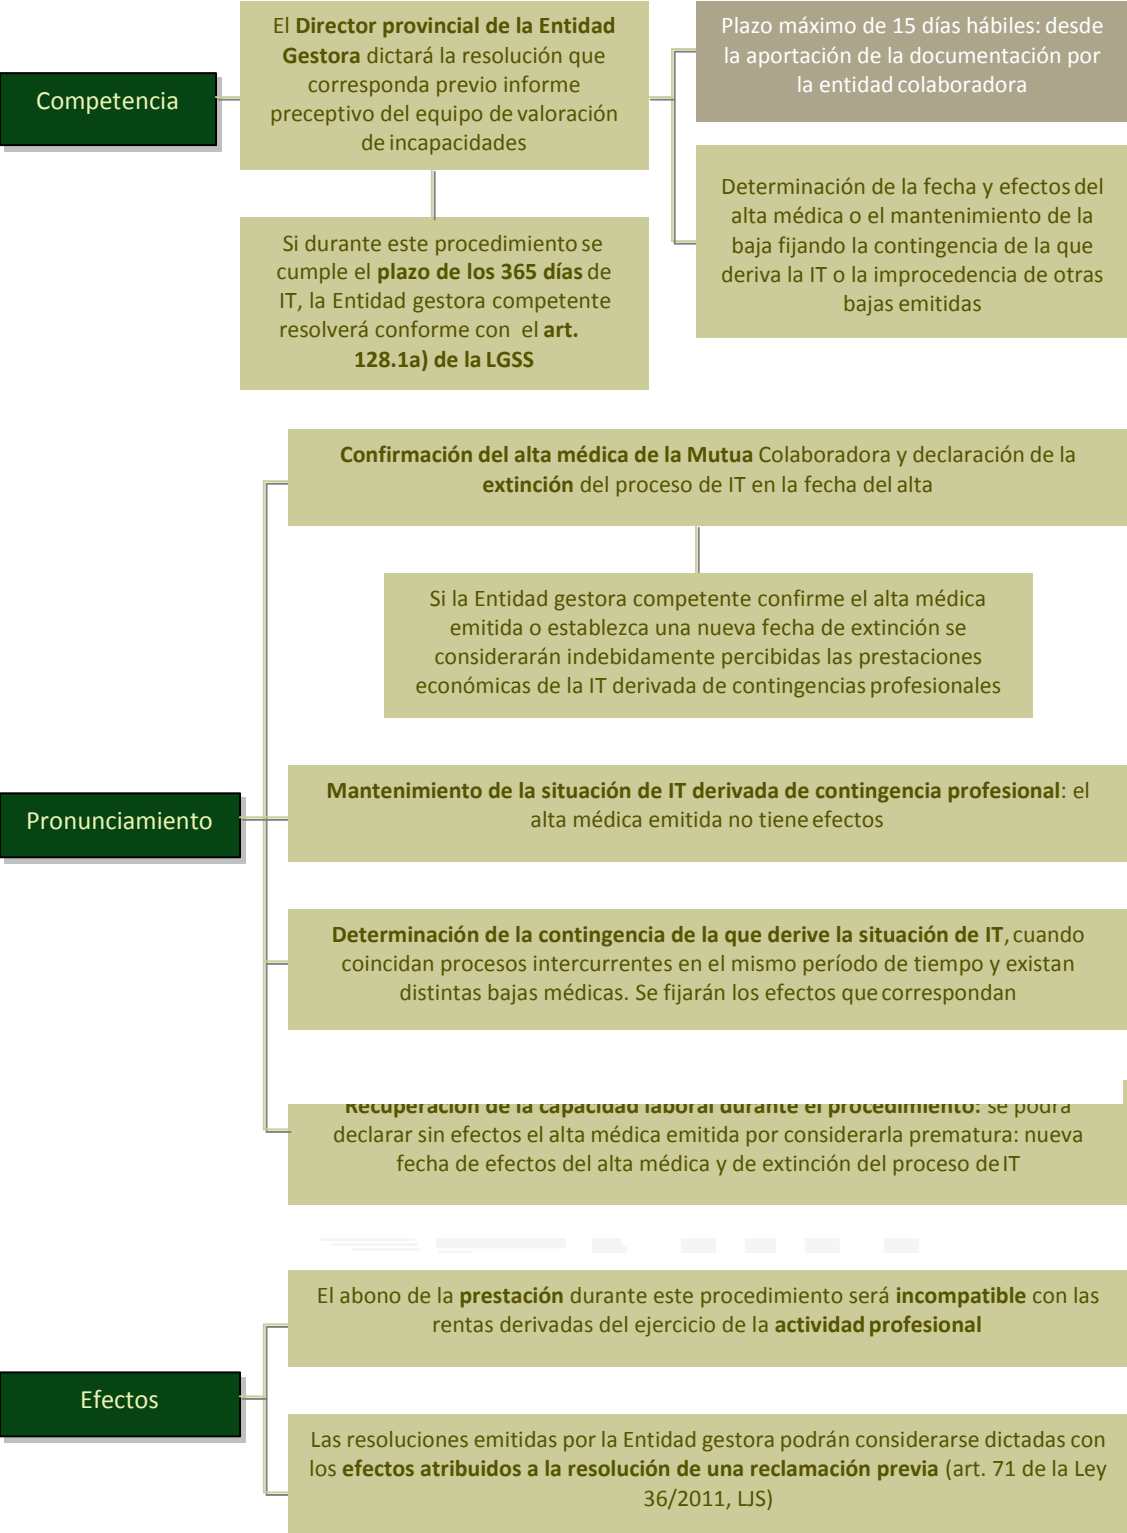 Competencia
El Director provincial de la Entidad
Gestora dictará la resolución que
corresponda previo informe
preceptivo del equipo de valoración
de incapacidades
Plazo máximo de 15 días hábiles: desde
la aportación de la documentación por
la entidad colaboradora
Determinación de la fecha y efectos del
alta médica o el mantenimiento de la
baja fijando la contingencia de la que
deriva la IT o la improcedencia de otras
bajas emitidas
Si durante este procedimiento se
cumple el plazo de los 365 días de
IT, la Entidad gestora competente
resolverá conforme con el art.
128.1a) de la LGSS
Pronunciamiento
Confirmación del alta médica de la Mutua Colaboradora y declaración de la
extinción del proceso de IT en la fecha del alta
Si la Entidad gestora competente confirme el alta médica
emitida o establezca una nueva fecha de extinción se
considerarán indebidamente percibidas las prestaciones
económicas de la IT derivada de contingencias profesionales
Mantenimiento de la situación de IT derivada de contingencia profesional: el
alta médica emitida no tiene efectos
Determinación de la contingencia de la que derive la situación de IT, cuando
coincidan procesos intercurrentes en el mismo período de tiempo y existan
distintas bajas médicas. Se fijarán los efectos que correspondan
Recuperación de la capacidad laboral durante el procedimiento: se podrá
declarar sin efectos el alta médica emitida por considerarla prematura: nueva
fecha de efectos del alta médica y de extinción del proceso de IT
Efectos
El abono de la prestación durante este procedimiento será incompatible con las
rentas derivadas del ejercicio de la actividad profesional
Las resoluciones emitidas por la Entidad gestora podrán considerarse dictadas con
los efectos atribuidos a la resolución de una reclamación previa (art. 71 de la Ley
36/2011, LJS)